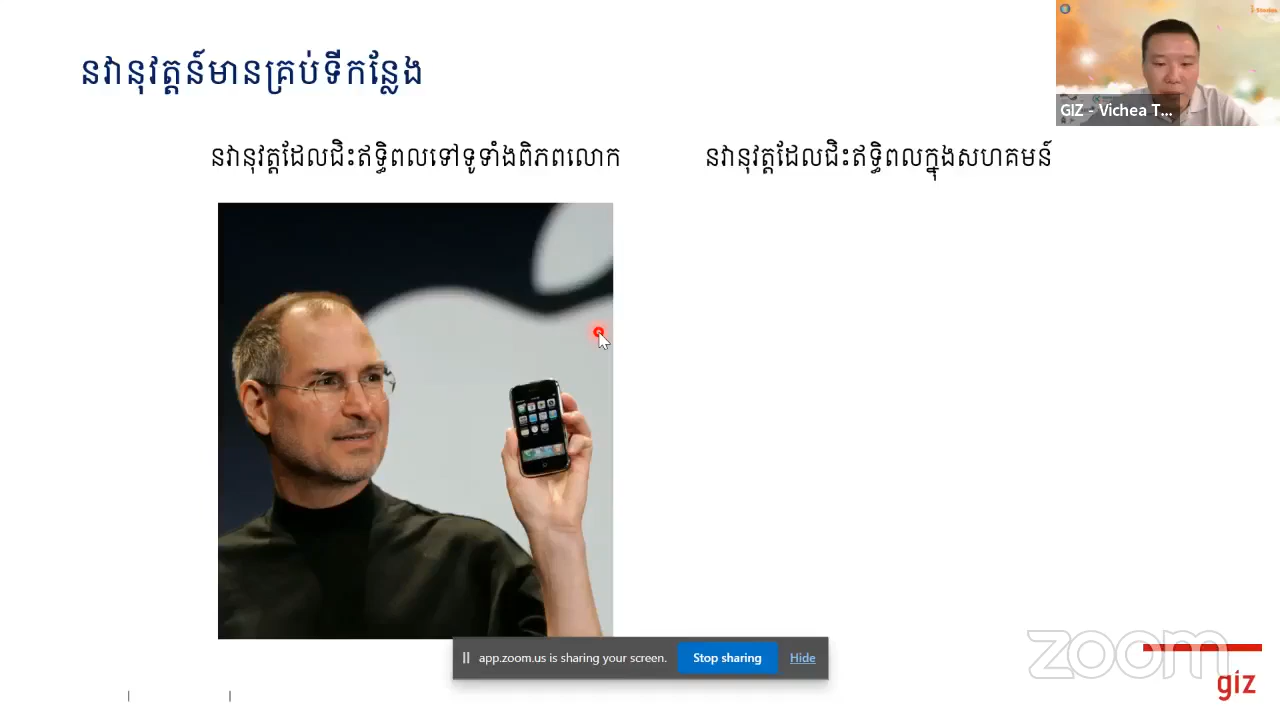 នវានុវត្តន៍មានគ្រប់ទីកន្លែង
នវានុវត្តដែលជិះឥទ្ធិពលទៅទូទាំងពិភពលោក
នវានុវត្តដែលជិះឥទ្ធិពលក្នុងសហគមន៍
GIZ - Vichea T...
app.zoom.us is sharing your screen.
Stop sharing
Hide
zoom
giz